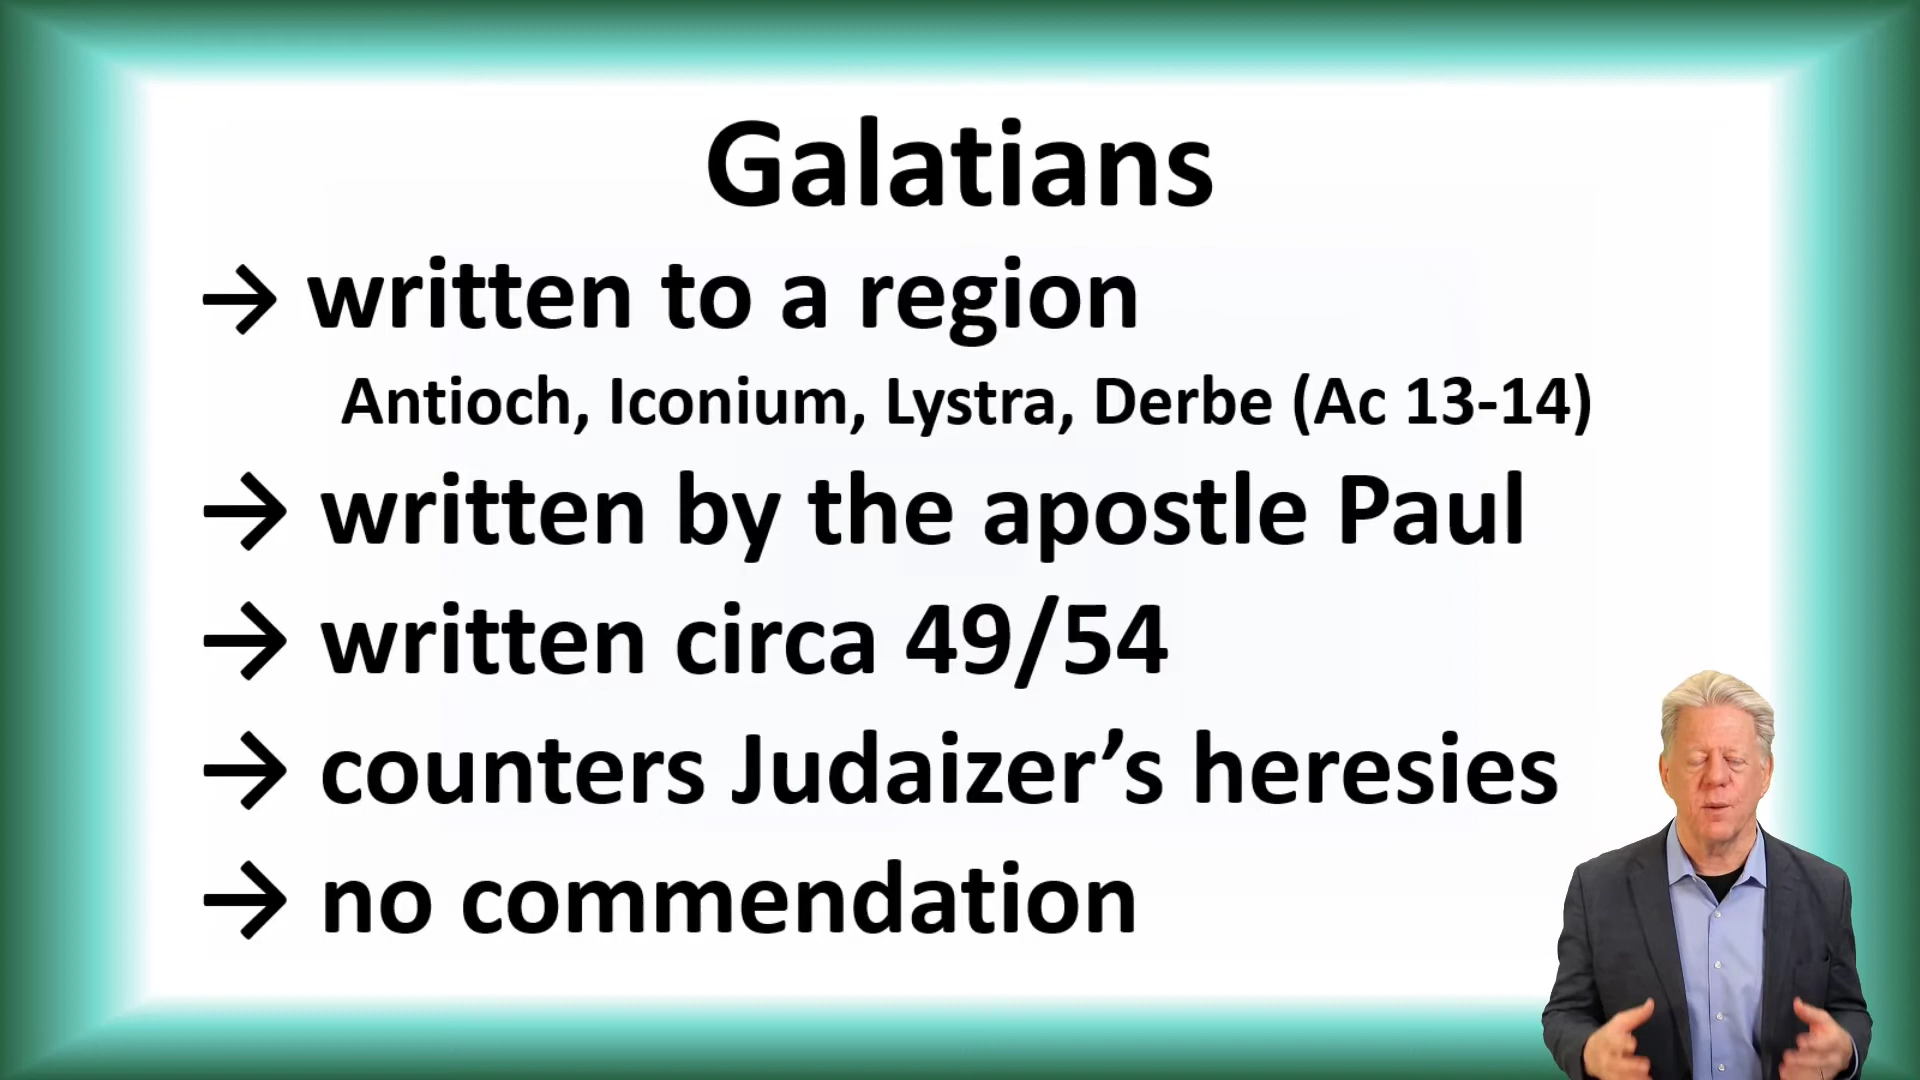 Galatians
→ written to a region
Antioch, Iconium, Lystra, Derbe (Ac 13-14)
→ written by the apostle Paul
→ written circa 49/54
→ counters Judaizer’s heresies
→ no commendation